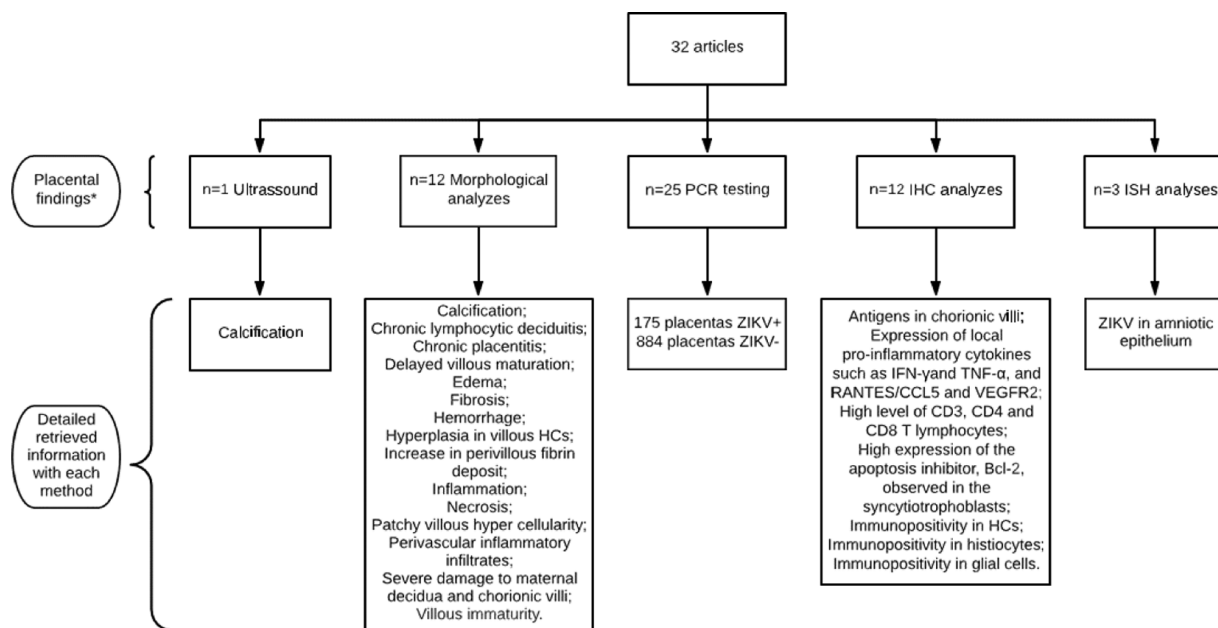 32 articles
Placental
findings*
n=1 Ultrassound
n=12 Morphological
analyzes
n=25 PCR testing
n=12 IHC analyzes
n=3 ISH analyses
Detailed
retrieved
information
with each
method
Calcification
Calcification;
Chronic lymphocytic deciduitis;
Chronic placentitis;
Delayed villous maturation;
Edema;
Fibrosis;
Hemorrhage;
Hyperplasia in villous HCs;
Increase in perivillous fibrin
deposit;
Inflammation;
Necrosis;
Patchy villous hyper cellularity;
Perivascular inflammatory
infiltrates;
Severe damage to maternal
decidua and chorionic villi;
Villous immaturity.
175 placentas ZIKV+
884 placentas ZIKV-
Antigens in chorionic villi;
Expression of local
pro-inflammatory cytokines
such as IFN-γand TNF-α, and
RANTES/CCL5 and VEGFR2;
High level of CD3, CD4 and
CD8 T lymphocytes;
High expression of the
apoptosis inhibitor, Bcl-2,
observed in the
syncytiotrophoblasts;
Immunopositivity in HCs;
Immunopositivity in histiocytes;
Immunopositivity in glial cells.
ZIKV in amniotic
epithelium